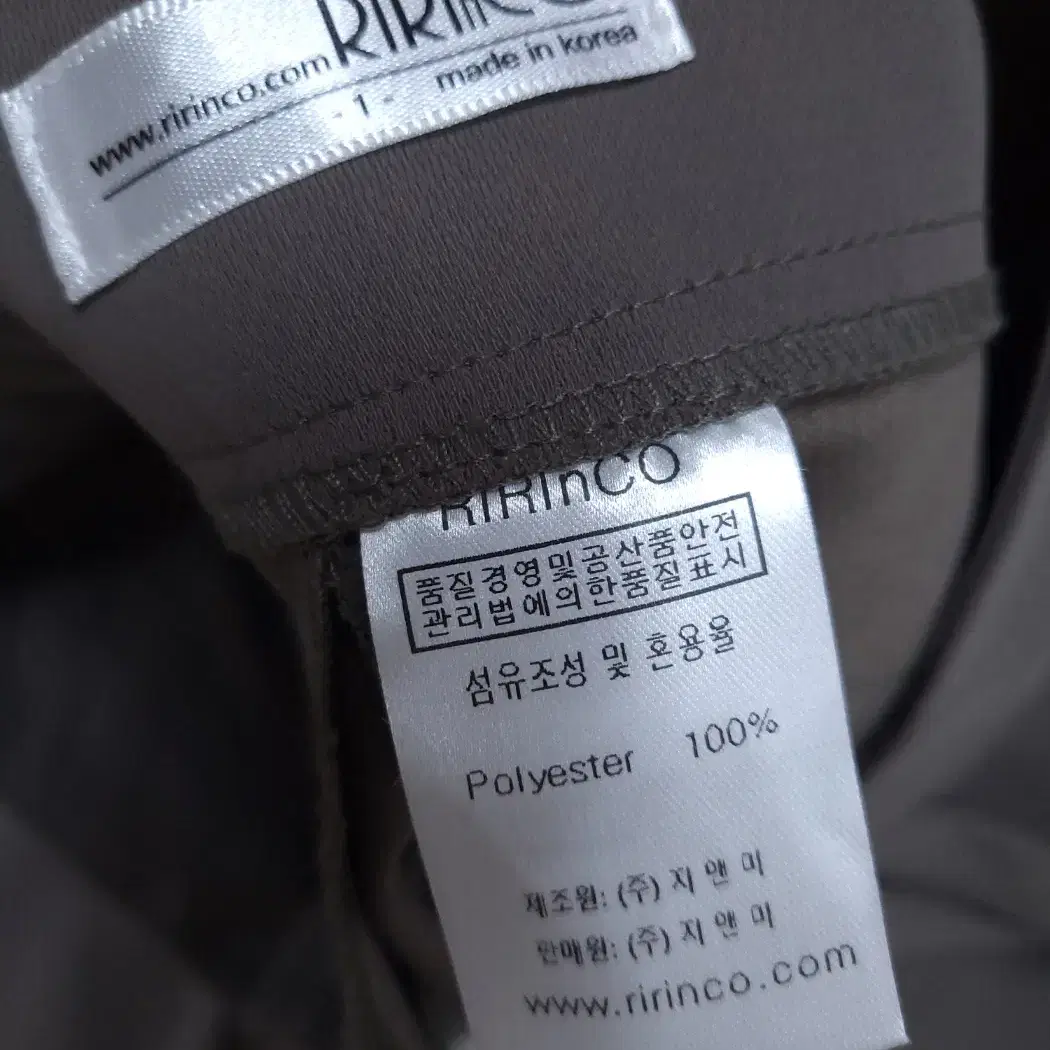 RIRInCO
www.ririnco.com
- 1 -
made in korea
RIRInCO
품질경영및공산품안전
관리법에의한품질표시
섬유조성 및 혼용율
Polyester 100%
제조원: (주) 지 앤 미
판매원: (주) 지 앤 미
www.ririnco.com